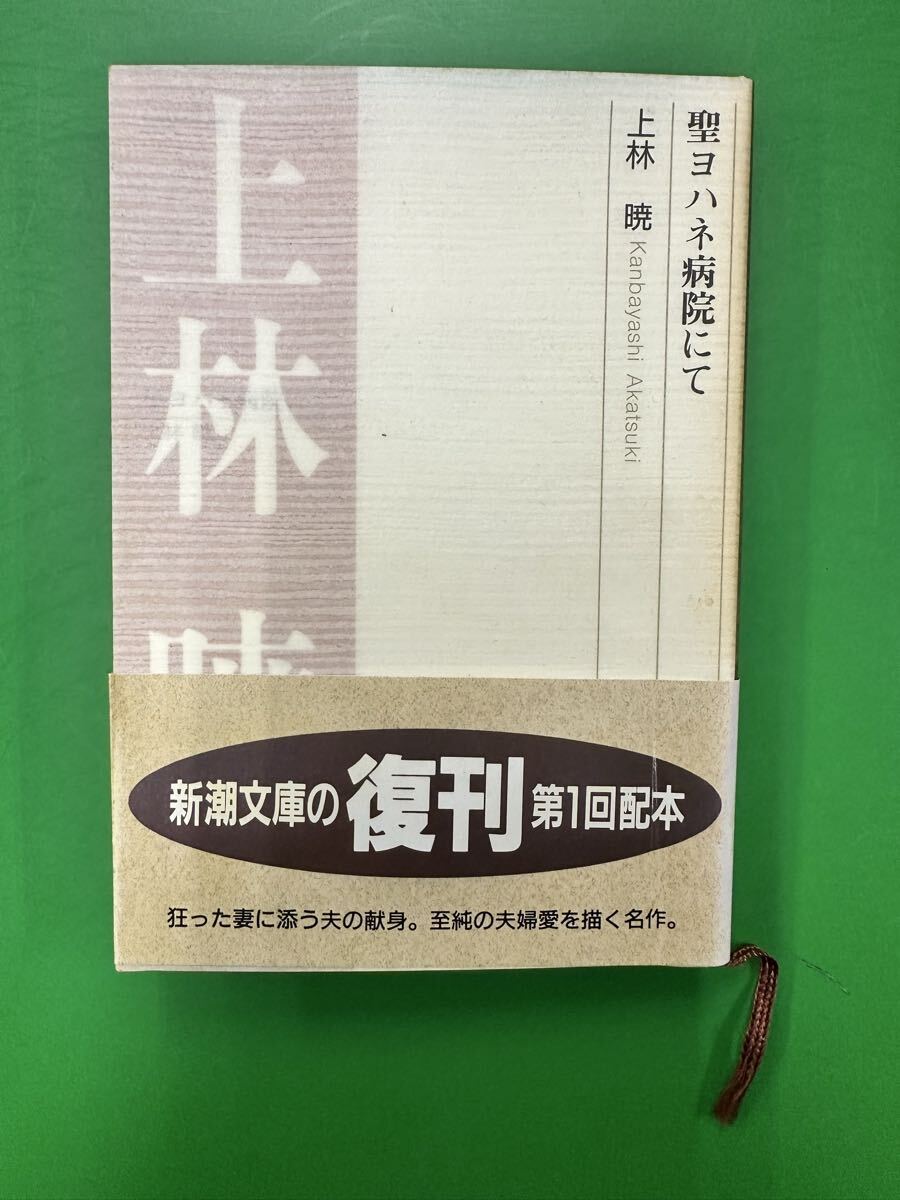 聖ヨハネ病院にて
上林 暁 Kanbayashi Akatsuki
上林 暁
新潮文庫の復刊第1回配本
狂った妻に添う夫の献身。至純の夫婦愛を描く名作。